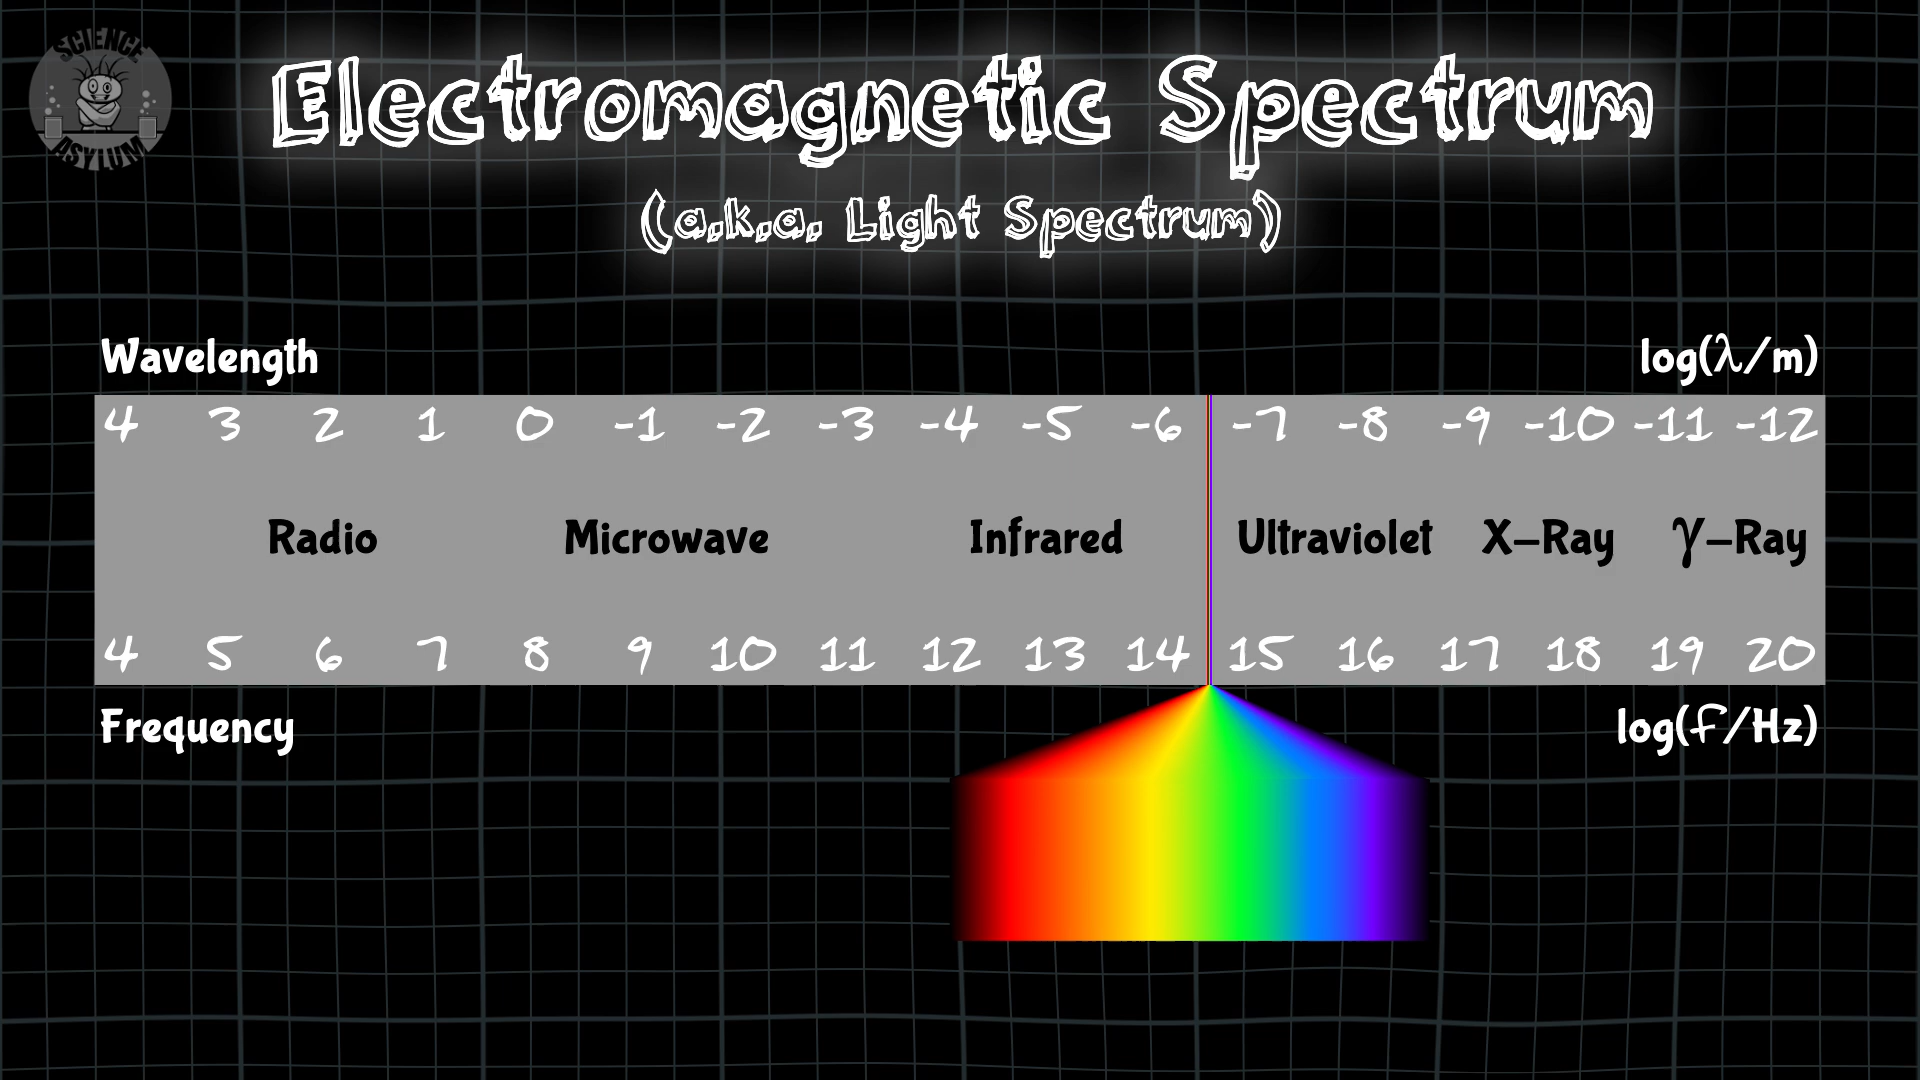 SCIENCE
ASYLUM
Electromagnetic Spectrum
(a.k.a. Light Spectrum)
Wavelength log(λ/m)
4 3 2 1 0 -1 -2 -3 -4 -5 -6 -7 -8 -9 -10 -11 -12
Radio Microwave Infrared Ultraviolet X-Ray γ-Ray
4 5 6 7 8 9 10 11 12 13 14 15 16 17 18 19 20
Frequency log(f/Hz)